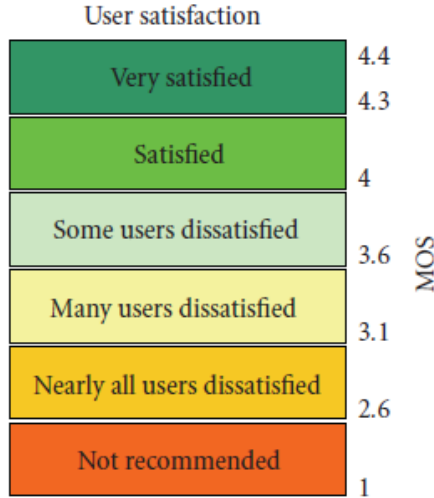 User satisfaction
4.4
Very satisfied
4.3
Satisfied
4
Some users dissatisfied
3.6
MOS
Many users dissatisfied
3.1
Nearly all users dissatisfied
2.6
Not recommended
1